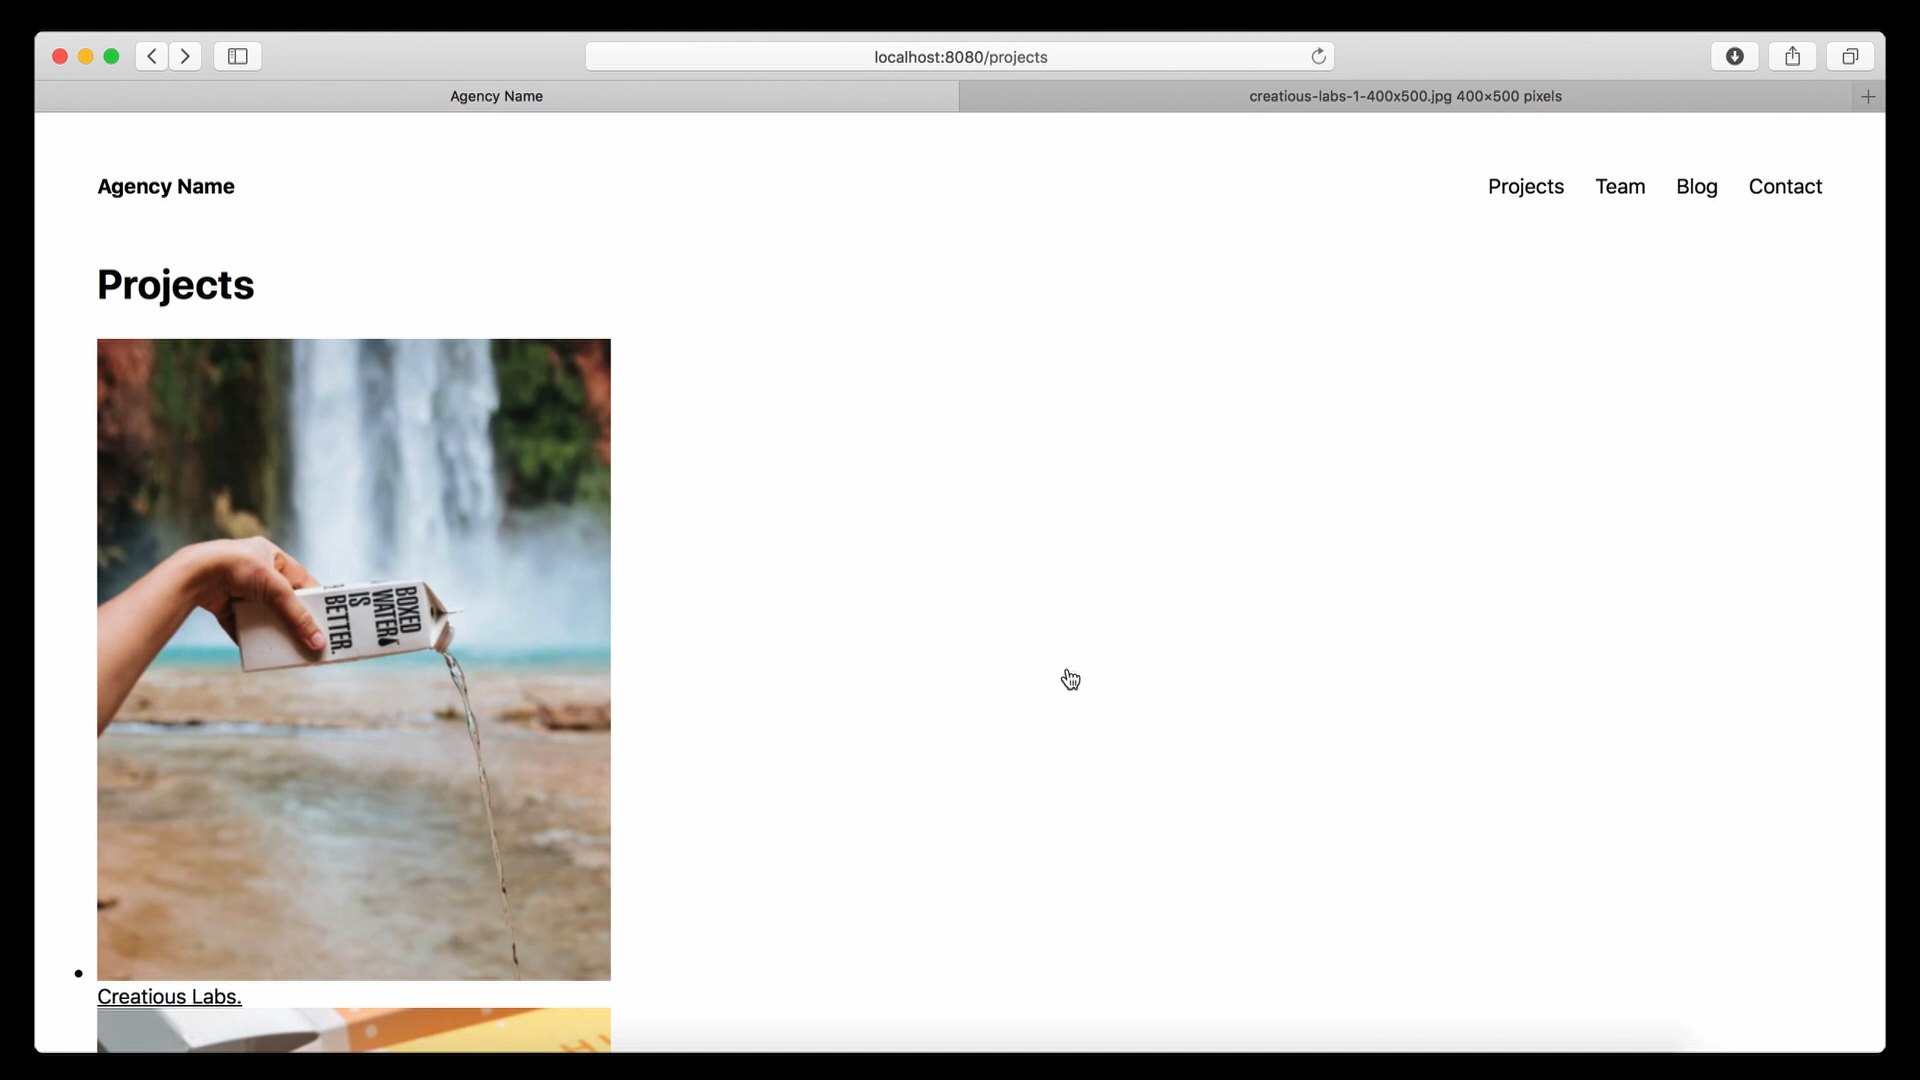 localhost:8080/projects
Agency Name
creatious-labs-1-400x500.jpg 400×500 pixels
Agency Name
Projects
Team
Blog
Contact
Projects
BOXED
WATER
IS
BETTER.
Creatious Labs.